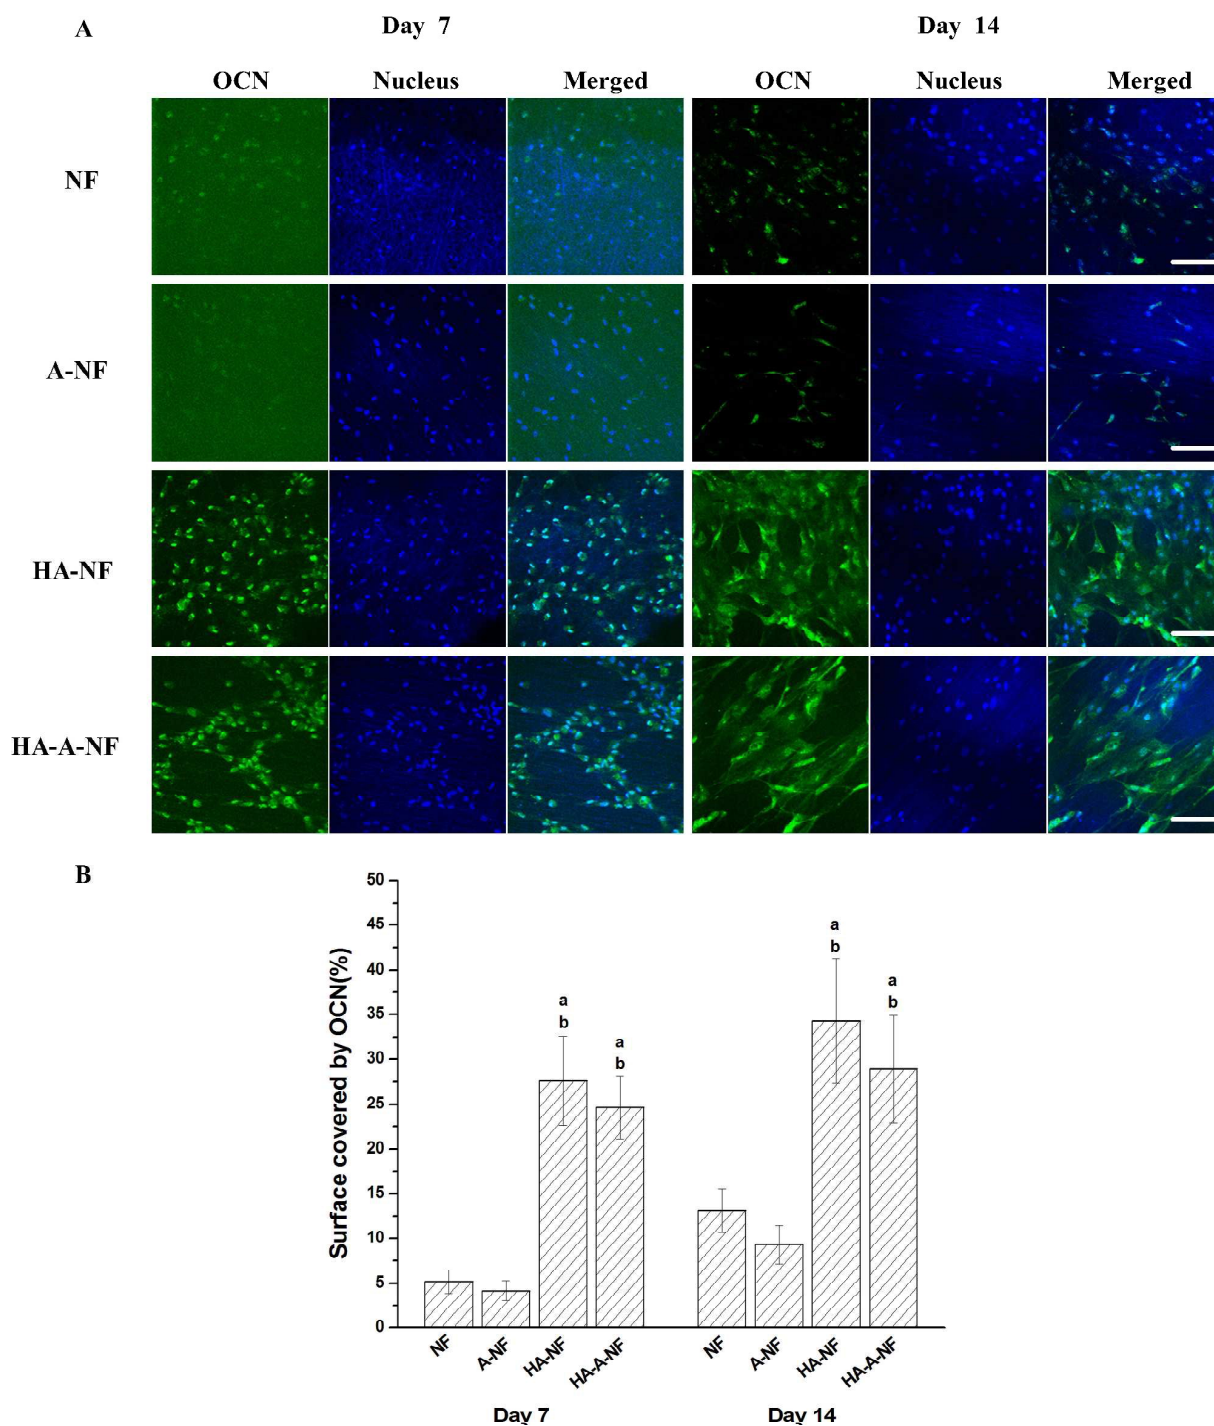 A
Day 7
Day 14
OCN
Nucleus
Merged
OCN
Nucleus
Merged
NF
A-NF
HA-NF
HA-A-NF
B
Surface covered by OCN(%)
50
45
40
35
30
25
20
15
10
5
0
a
b
a
b
a
b
a
b
NF
A-NF
HA-NF
HA-A-NF
NF
A-NF
HA-NF
HA-A-NF
Day 7
Day 14